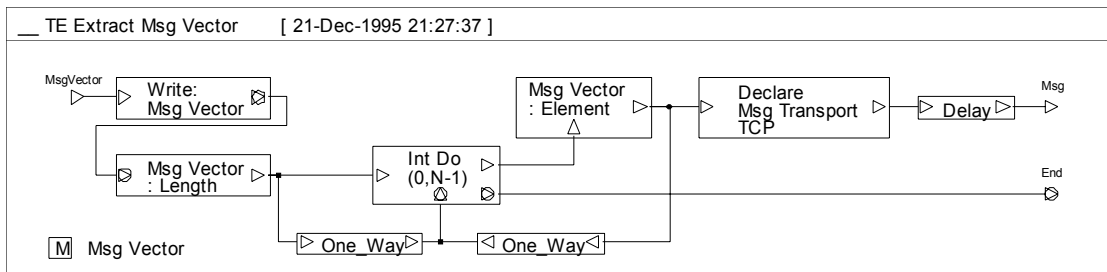 __ TE Extract Msg Vector [ 21-Dec-1995 21:27:37 ]
MsgVector
Write:
Msg Vector
Msg Vector
: Element
Declare
Msg Transport
TCP
Delay
Msg
Msg Vector
: Length
Int Do
(0,N-1)
End
One_Way
One_Way
M Msg Vector